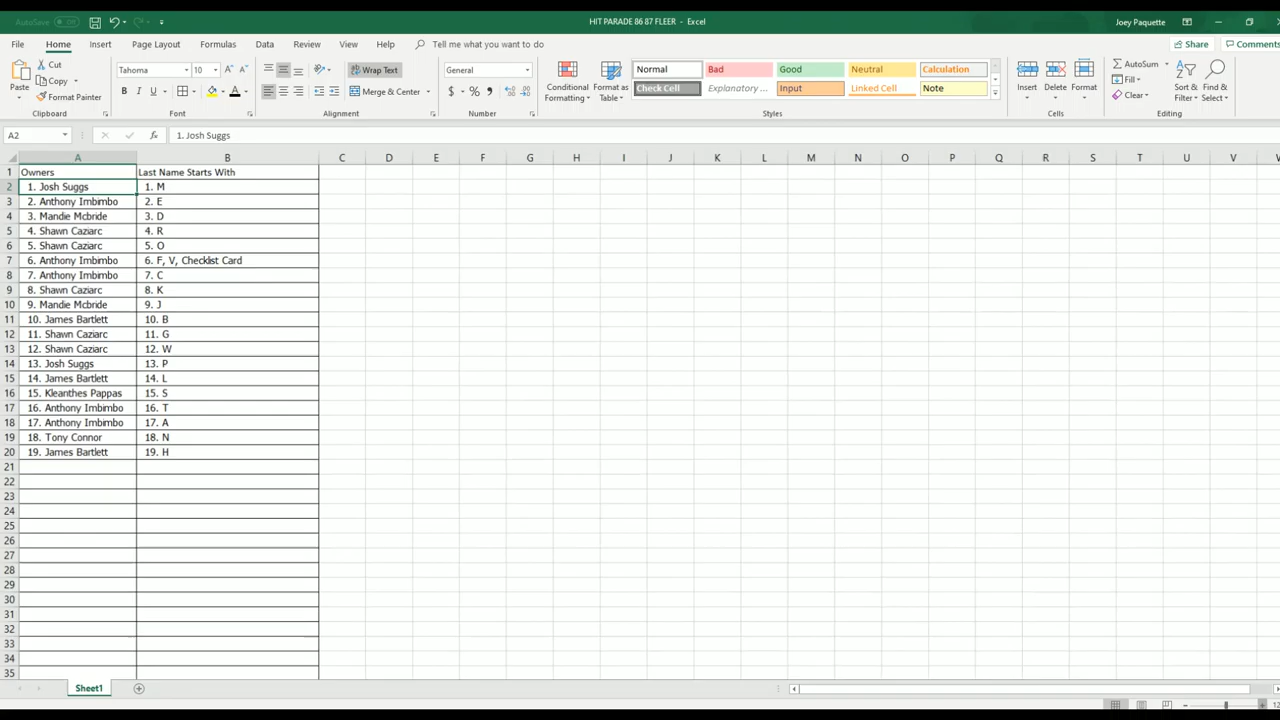 AutoSave Off HIT PARADE 86 87 FLEER - Excel Joey Paquette
File Home Insert Page Layout Formulas Data Review View Help Tell me what you want to do Share Comments
Paste Cut Copy Format Painter Clipboard
Tahoma 10 B I U A A A Font
Wrap Text Merge & Center Alignment
General $ % Number
Conditional Formatting Format as Table
Normal Bad Good Neutral Calculation
Check Cell Explanatory ... Input Linked Cell Note
Styles
Insert Delete Format Cells
AutoSum Fill Clear Sort & Filter Find & Select Editing
A2 fx 1. Josh Suggs
A B C D E F G H I J K L M N O P Q R S T U V W
1 Owners Last Name Starts With
2 1. Josh Suggs 1. M
3 2. Anthony Imbimbo 2. E
4 3. Mandie Mcbride 3. D
5 4. Shawn Caziarc 4. R
6 5. Shawn Caziarc 5. O
7 6. Anthony Imbimbo 6. F, V, Checklist Card
8 7. Anthony Imbimbo 7. C
9 8. Shawn Caziarc 8. K
10 9. Mandie Mcbride 9. J
11 10. James Bartlett 10. B
12 11. Shawn Caziarc 11. G
13 12. Shawn Caziarc 12. W
14 13. Josh Suggs 13. P
15 14. James Bartlett 14. L
16 15. Kleanthes Pappas 15. S
17 16. Anthony Imbimbo 16. T
18 17. Anthony Imbimbo 17. A
19 18. Tony Connor 18. N
20 19. James Bartlett 19. H
21
22
23
24
25
26
27
28
29
30
31
32
33
34
35
Sheet1